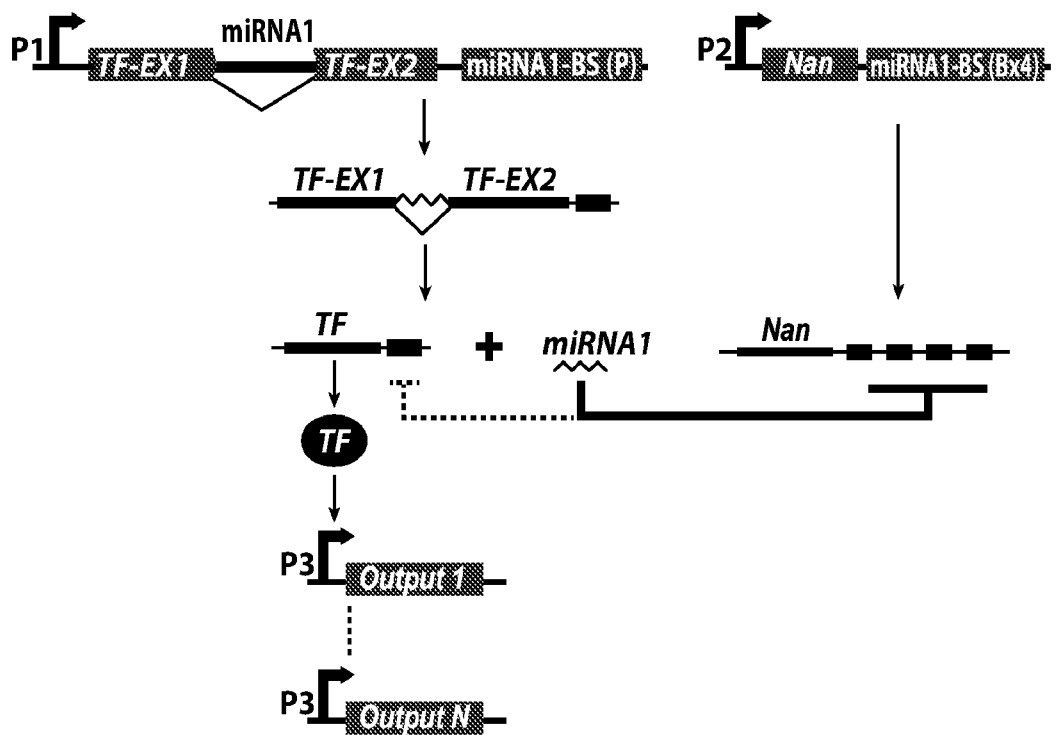 P1 TF-EX1 miRNA1 TF-EX2 miRNA1-BS (P)
P2 Nan miRNA1-BS (Bx4)
TF-EX1 TF-EX2
TF + miRNA1 Nan
TF
P3 Output 1
P3 Output N